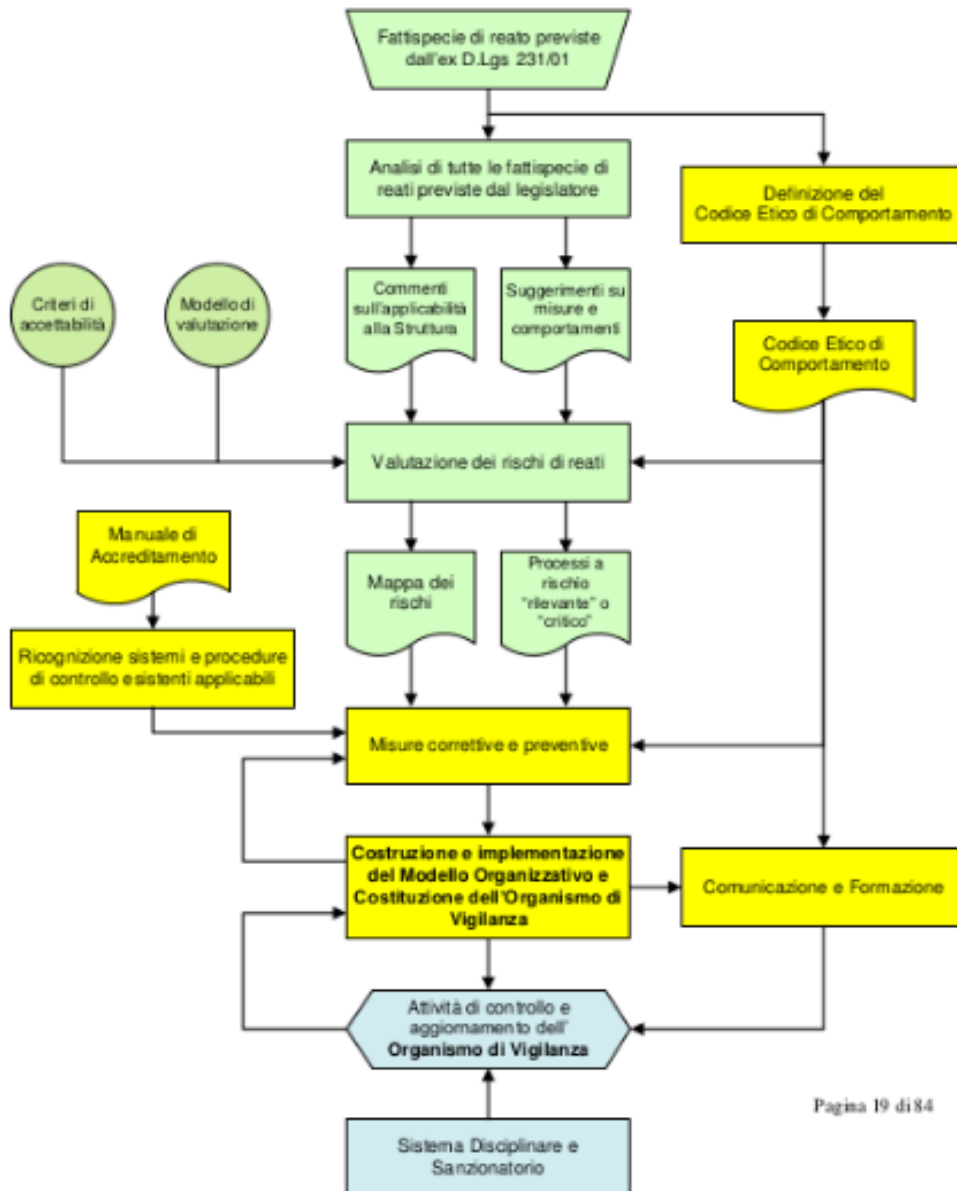 Fattispecie di reato previste
dall'ex D.Lgs 231/01
Analisi di tutte le fattispecie di
reati previste dal legislatore
Definizione del
Codice Etico di Comportamento
Criteri di
accettabilità
Modello di
valutazione
Commenti
sull'applicabilità
alla Struttura
Suggerimenti su
misure e
comportamenti
Codice Etico di
Comportamento
Valutazione dei rischi di reati
Manuale di
Accreditamento
Mappa dei
rischi
Processi a
rischio
"rilevante" o
"critico"
Ricognizione sistemi e procedure
di controllo esistenti applicabili
Misure correttive e preventive
Costruzione e implementazione
del Modello Organizzativo e
Costituzione dell'Organismo di
Vigilanza
Comunicazione e Formazione
Attività di controllo e
aggiornamento dell'
Organismo di Vigilanza
Pagina 19 di 84
Sistema Disciplinare e
Sanzionatorio